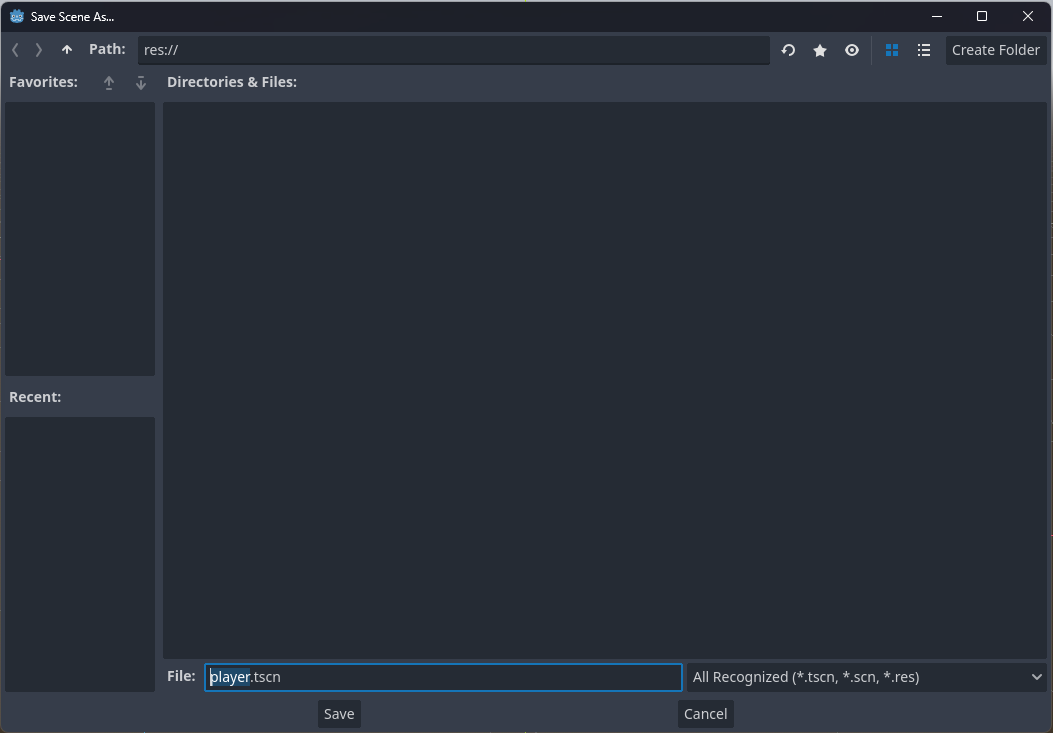 Save Scene As...
Path: res:// Create Folder
Favorites: Directories & Files:
Recent:
File: player.tscn All Recognized (*.tscn, *.scn, *.res)
Save Cancel